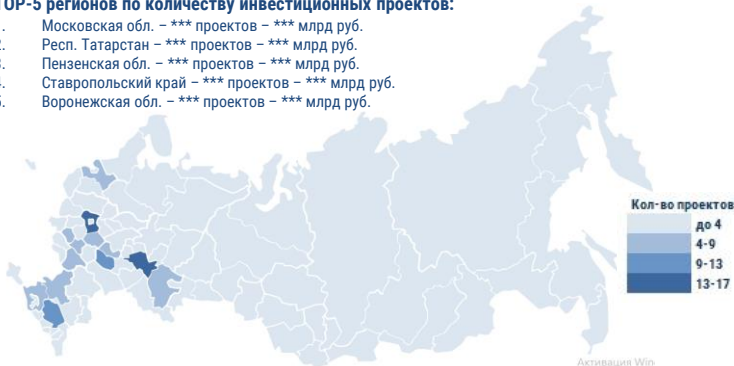 ТОР-5 регионов по количеству инвестиционных проектов:
Московская обл. – *** проектов – *** млрд руб.
2. Респ. Татарстан – *** проектов – *** млрд руб.
Пензенская обл. – *** проектов – *** млрд руб.
Ставропольский край – *** проектов – *** млрд руб.
Воронежская обл. – *** проектов – *** млрд руб.
Кол-во проектов
до 4
4-9
9-13
13-17
Активация Win